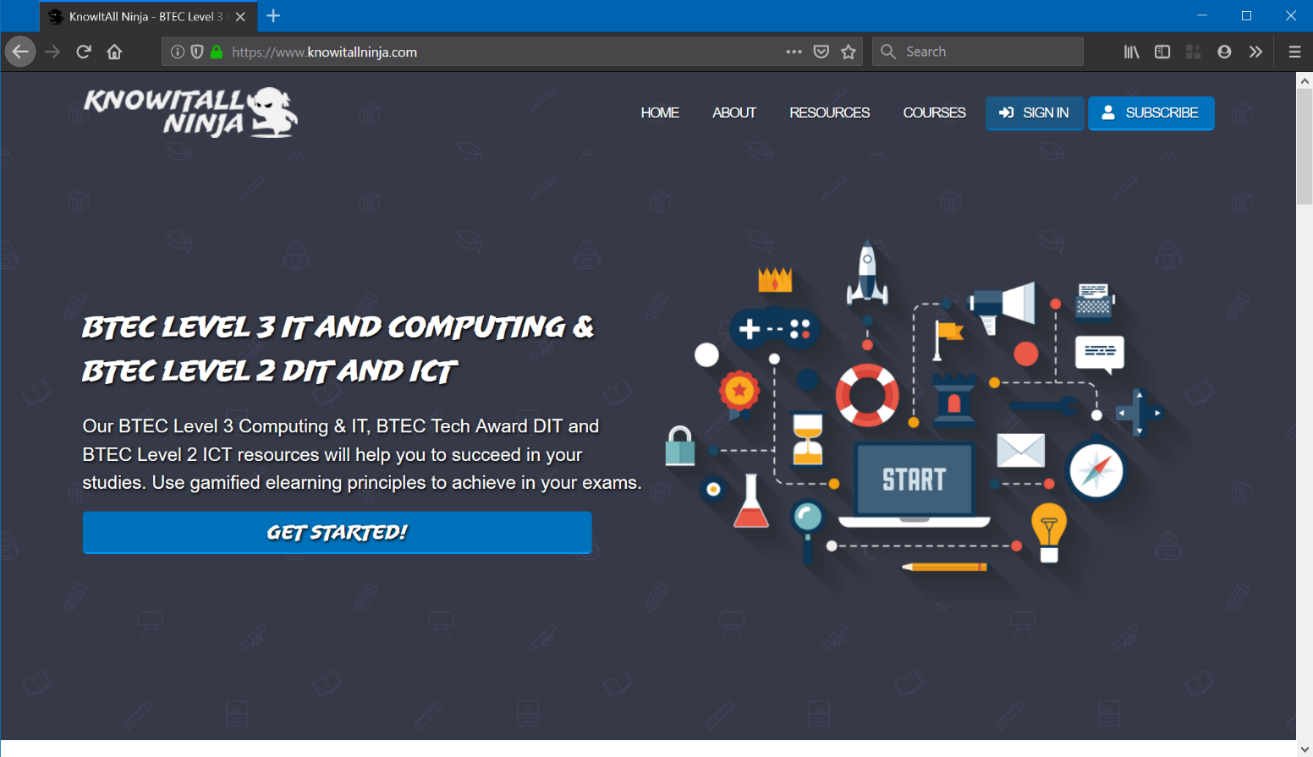 KnowItAll Ninja - BTEC Level 3
https://www.knowitallninja.com
Search
KNOWITALL
NINJA
HOME
ABOUT
RESOURCES
COURSES
SIGN IN
SUBSCRIBE
BTEC LEVEL 3 IT AND COMPUTING &
BTEC LEVEL 2 DIT AND ICT
Our BTEC Level 3 Computing & IT, BTEC Tech Award DIT and
BTEC Level 2 ICT resources will help you to succeed in your
studies. Use gamified elearning principles to achieve in your exams.
GET STARTED!
START